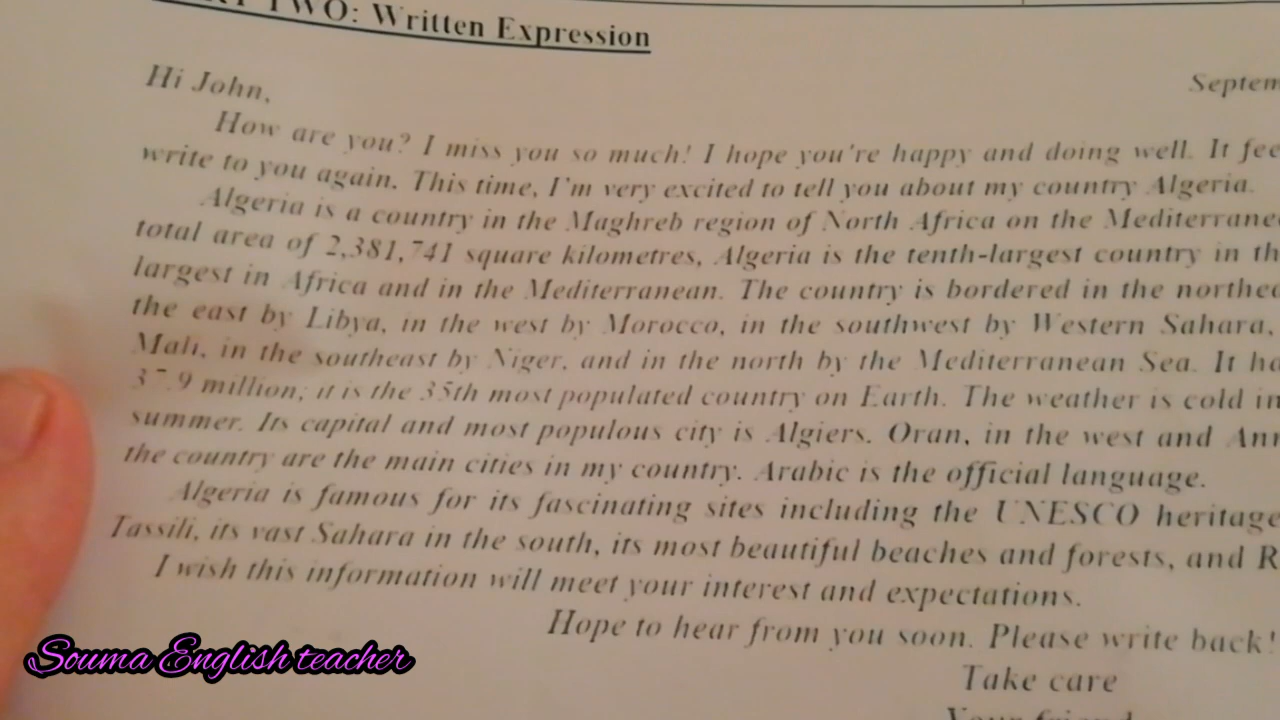 TWO: Written Expression
Hi John,
Septem
How are you? I miss you so much! I hope you're happy and doing well. It fee
write to you again. This time, I'm very excited to tell you about my country Algeria.
Algeria is a country in the Maghreb region of North Africa on the Mediterrane
total area of 2,381,741 square kilometres, Algeria is the tenth-largest country in th
largest in Africa and in the Mediterranean. The country is bordered in the northea
the east by Libya, in the west by Morocco, in the southwest by Western Sahara,
Mali, in the southeast by Niger, and in the north by the Mediterranean Sea. It ha
37.9 million; it is the 35th most populated country on Earth. The weather is cold in
summer. Its capital and most populous city is Algiers. Oran, in the west and Ann
the country are the main cities in my country. Arabic is the official language.
Algeria is famous for its fascinating sites including the UNESCO heritage
Tassili, its vast Sahara in the south, its most beautiful beaches and forests, and R
I wish this information will meet your interest and expectations.
Hope to hear from you soon. Please write back!
Take care
Your friend
Souma English teacher